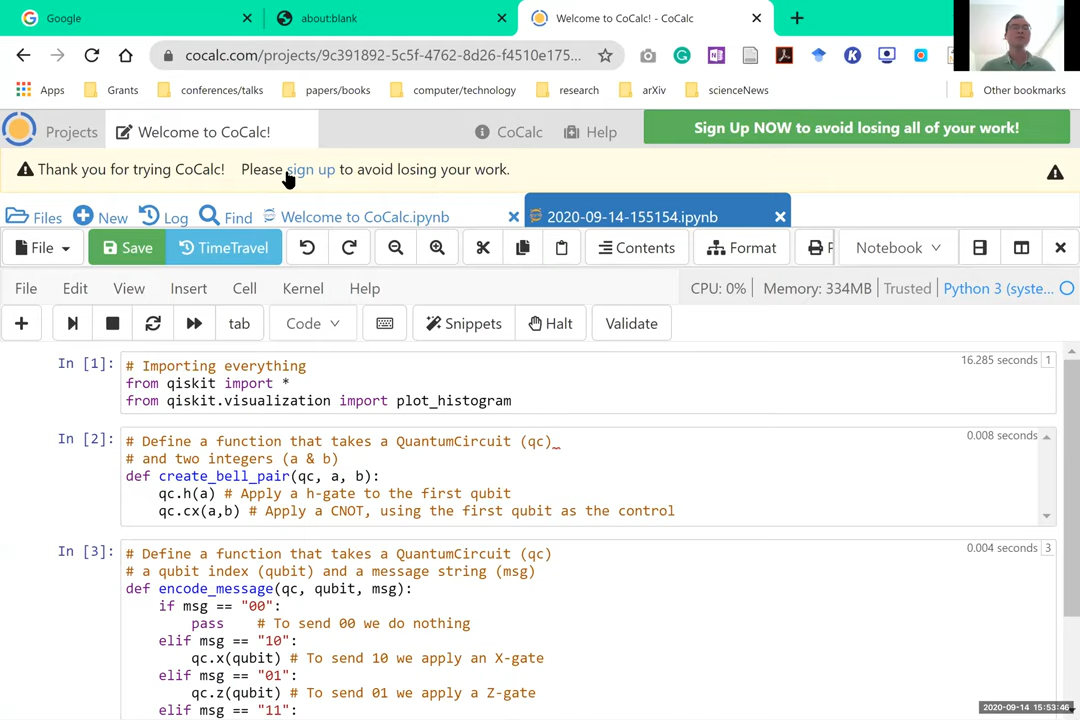 Google
about:blank
Welcome to CoCalc! - CoCalc
cocalc.com/projects/9c391892-5c5f-4762-8d26-f4510e175...
Apps
Grants
conferences/talks
papers/books
computer/technology
research
arXiv
scienceNews
Other bookmarks
Projects
Welcome to CoCalc!
CoCalc
Help
Sign Up NOW to avoid losing all of your work!
Thank you for trying CoCalc! Please sign up to avoid losing your work.
Files
New
Log
Find
Welcome to CoCalc.ipynb
2020-09-14-155154.ipynb
File
Save
TimeTravel
Contents
Format
Notebook
File
Edit
View
Insert
Cell
Kernel
Help
CPU: 0%
Memory: 334MB
Trusted
Python 3 (syste...
tab
Code
Snippets
Halt
Validate
In [1]:
# Importing everything
from qiskit import *
from qiskit.visualization import plot_histogram
16.285 seconds 1
In [2]:
# Define a function that takes a QuantumCircuit (qc)
# and two integers (a & b)
def create_bell_pair(qc, a, b):
qc.h(a) # Apply a h-gate to the first qubit
qc.cx(a,b) # Apply a CNOT, using the first qubit as the control
0.008 seconds
In [3]:
# Define a function that takes a QuantumCircuit (qc)
# a qubit index (qubit) and a message string (msg)
def encode_message(qc, qubit, msg):
if msg == "00":
pass # To send 00 we do nothing
elif msg == "10":
qc.x(qubit) # To send 10 we apply an X-gate
elif msg == "01":
qc.z(qubit) # To send 01 we apply a Z-gate
elif msg == "11":
0.004 seconds 3
2020-09-14 15:53:46